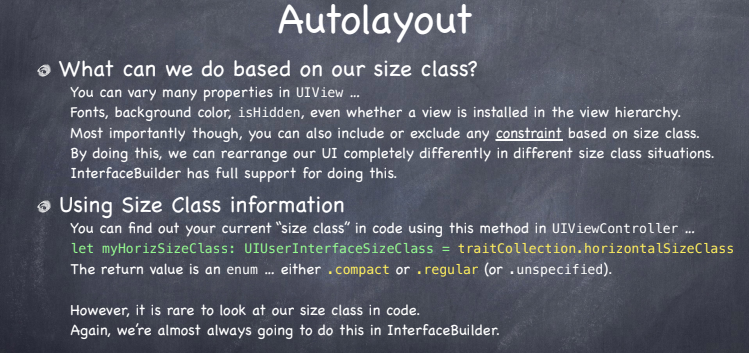 Autolayout
What can we do based on our size class?
You can vary many properties in UIView ...
Fonts, background color, isHidden, even whether a view is installed in the view hierarchy.
Most importantly though, you can also include or exclude any constraint based on size class.
By doing this, we can rearrange our UI completely differently in different size class situations.
InterfaceBuilder has full support for doing this.
Using Size Class information
You can find out your current “size class” in code using this method in UIViewController ...
let myHorizSizeClass: UIUserInterfaceSizeClass = traitCollection.horizontalSizeClass
The return value is an enum ... either .compact or .regular (or .unspecified).
However, it is rare to look at our size class in code.
Again, we’re almost always going to do this in InterfaceBuilder.